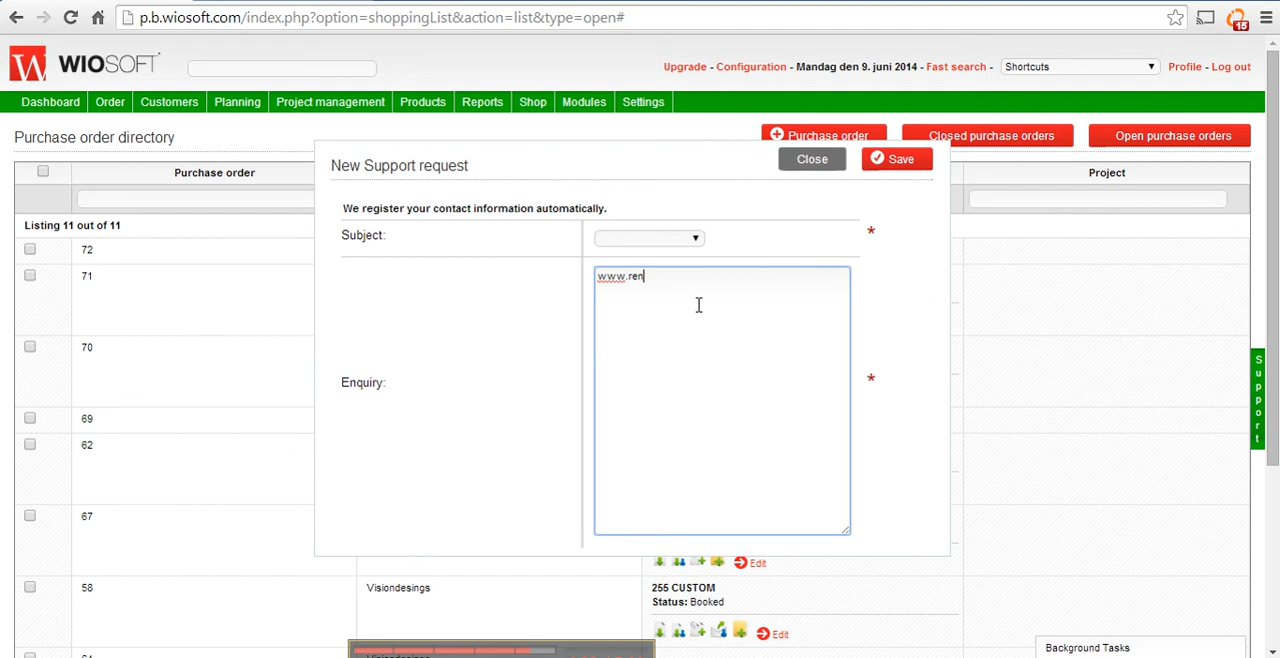 p.b.wiosoft.com/index.php?option=shoppingList&action=list&type=open#
15
W WIOSOFT
Upgrade - Configuration - Mandag den 9. juni 2014 - Fast search - Shortcuts Profile - Log out
Dashboard Order Customers Planning Project management Products Reports Shop Modules Settings
Purchase order directory
Purchase order Closed purchase orders Open purchase orders
New Support request Close Save
Purchase order Project
We register your contact information automatically.
Listing 11 out of 11
Subject: *
72
71
www.ren
70
Enquiry: *
Support
69
62
67
Edit
58 Visiondesings 255 CUSTOM
Status: Booked
Edit
Background Tasks